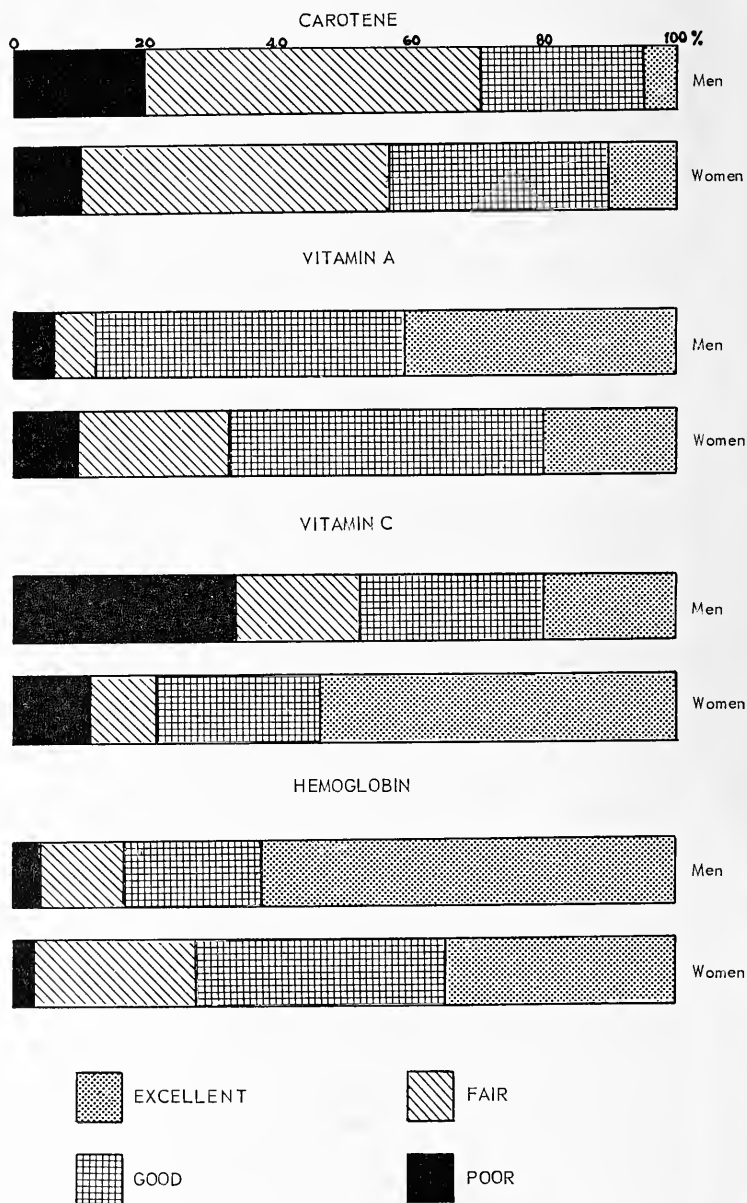 CAROTENE
0 20 40 60 80 100 %
Men
Women
VITAMIN A
Men
Women
VITAMIN C
Men
Women
HEMOGLOBIN
Men
Women
EXCELLENT FAIR
GOOD POOR